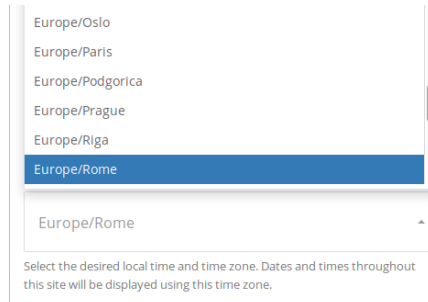 Europe/Oslo
Europe/Paris
Europe/Podgorica
Europe/Prague
Europe/Riga
Europe/Rome
Europe/Rome
Select the desired local time and time zone. Dates and times throughout
this site will be displayed using this time zone.